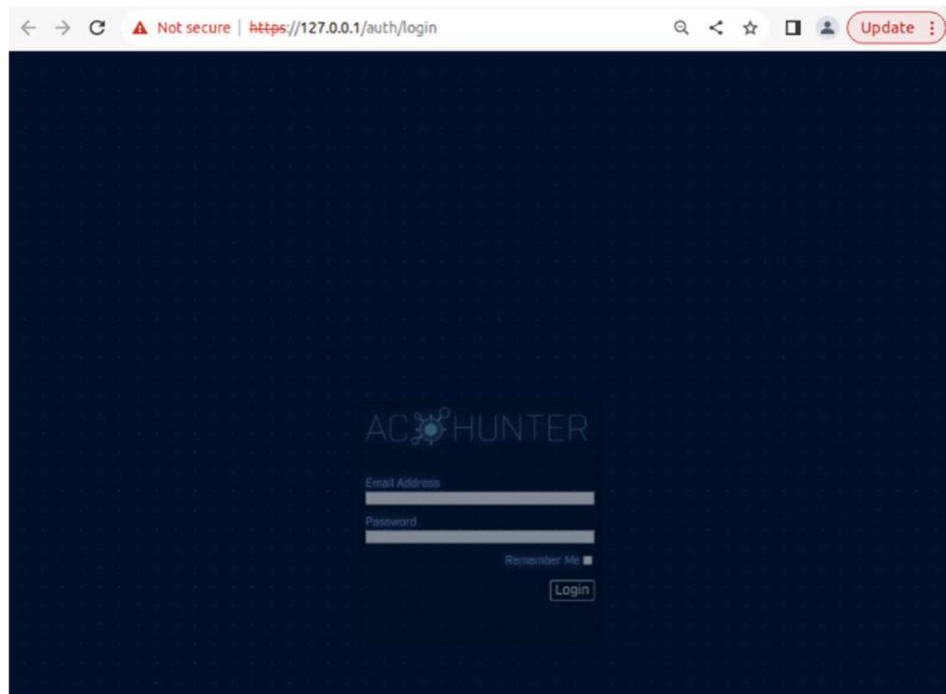 Not secure | https://127.0.0.1/auth/login
Update
AC HUNTER
Email Address
Password
Remember Me
Login